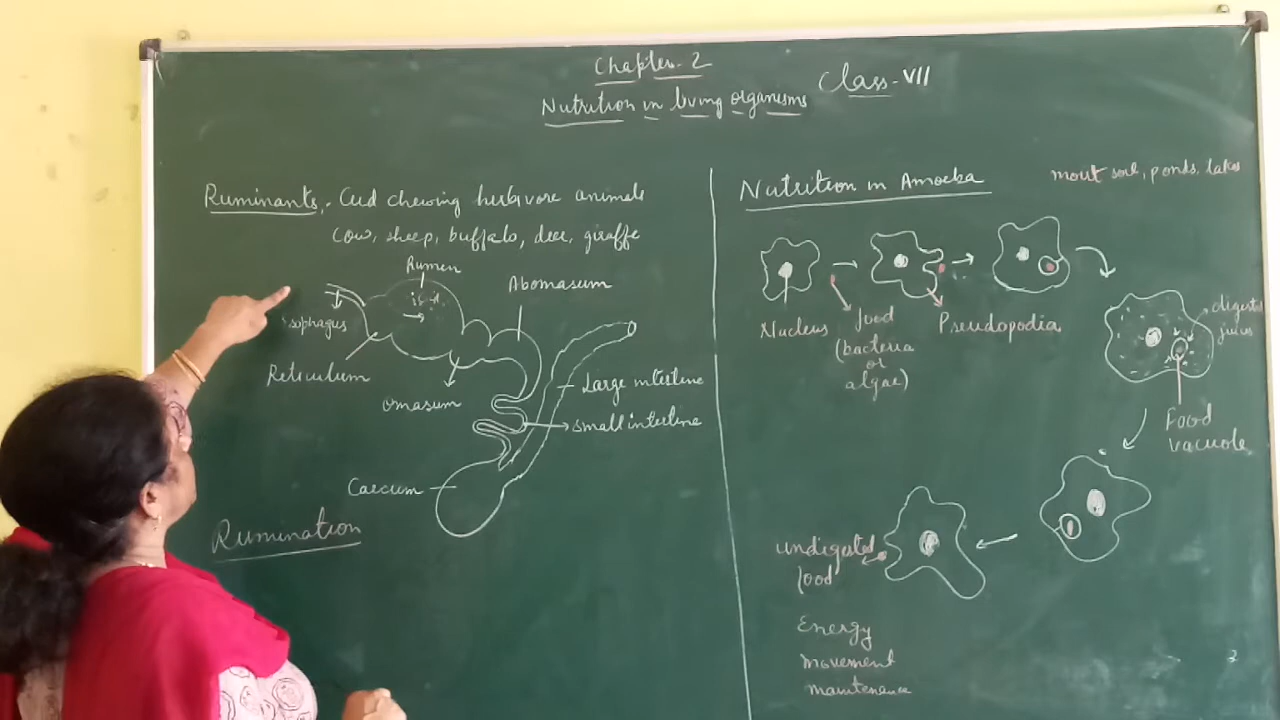 Chapter-2
Class-VII
Nutrition in living organisms
Ruminants - Cud chewing herbivore animals
Cow, sheep, buffalo, deer, giraffe
Rumen
Abomasum
Reticulum
Omasum
Large intestine
Small intestine
Caecum
Rumination
Nutrition in Amoeba
soil, ponds, lakes
Nucleus
food
(bacteria
or
algae)
Pseudopodia
juices
Food
vacuole
undigested
food
Energy
movement
maintenance